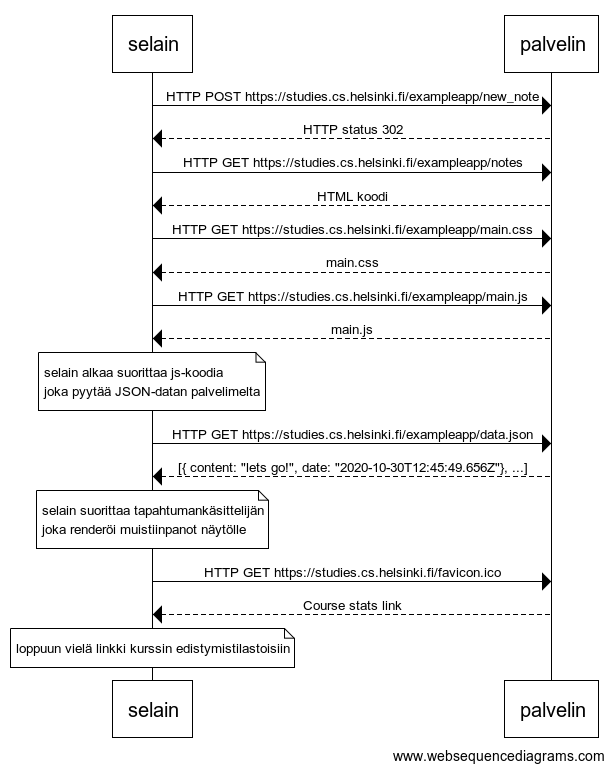 selain
palvelin
HTTP POST https://studies.cs.helsinki.fi/exampleapp/new_note
HTTP status 302
HTTP GET https://studies.cs.helsinki.fi/exampleapp/notes
HTML koodi
HTTP GET https://studies.cs.helsinki.fi/exampleapp/main.css
main.css
HTTP GET https://studies.cs.helsinki.fi/exampleapp/main.js
main.js
selain alkaa suorittaa js-koodia
joka pyytää JSON-datan palvelimelta
HTTP GET https://studies.cs.helsinki.fi/exampleapp/data.json
[{ content: "lets go!", date: "2020-10-30T12:45:49.656Z"}, ...]
selain suorittaa tapahtumankäsittelijän
joka renderöi muistiinpanot näytölle
HTTP GET https://studies.cs.helsinki.fi/favicon.ico
Course stats link
loppuun vielä linkki kurssin edistymistilastoisiin
selain
palvelin
www.websequencediagrams.com